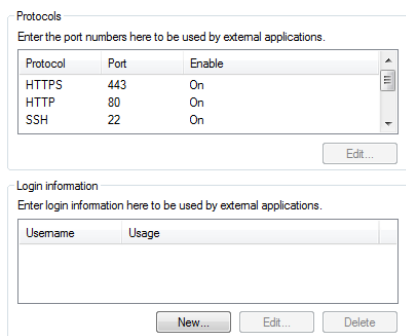 Protocols
Enter the port numbers here to be used by external applications.
Protocol Port Enable
HTTPS 443 On
HTTP 80 On
SSH 22 On
Edit...
Login information
Enter login information here to be used by external applications.
Username Usage
New... Edit... Delete